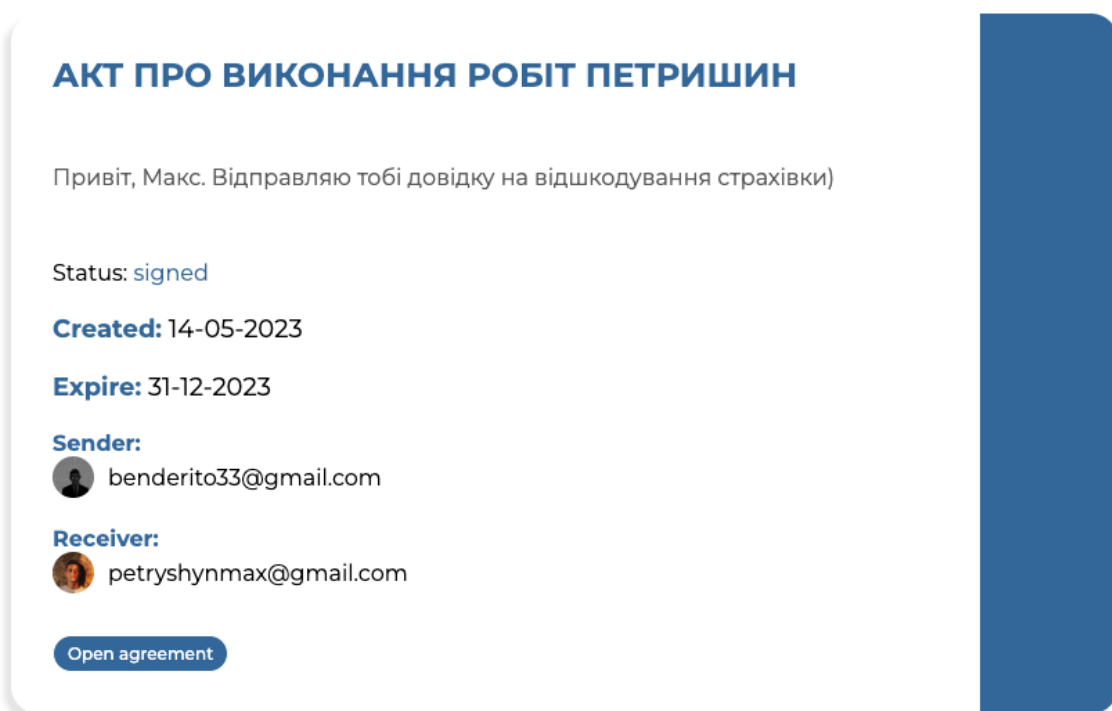 АКТ ПРО ВИКОНАННЯ РОБІТ ПЕТРИШИН
Привіт, Макс. Відправляю тобі довідку на відшкодування страхівки)
Status: signed
Created: 14-05-2023
Expire: 31-12-2023
Sender:
benderito33@gmail.com
Receiver:
petryshynmax@gmail.com
Open agreement